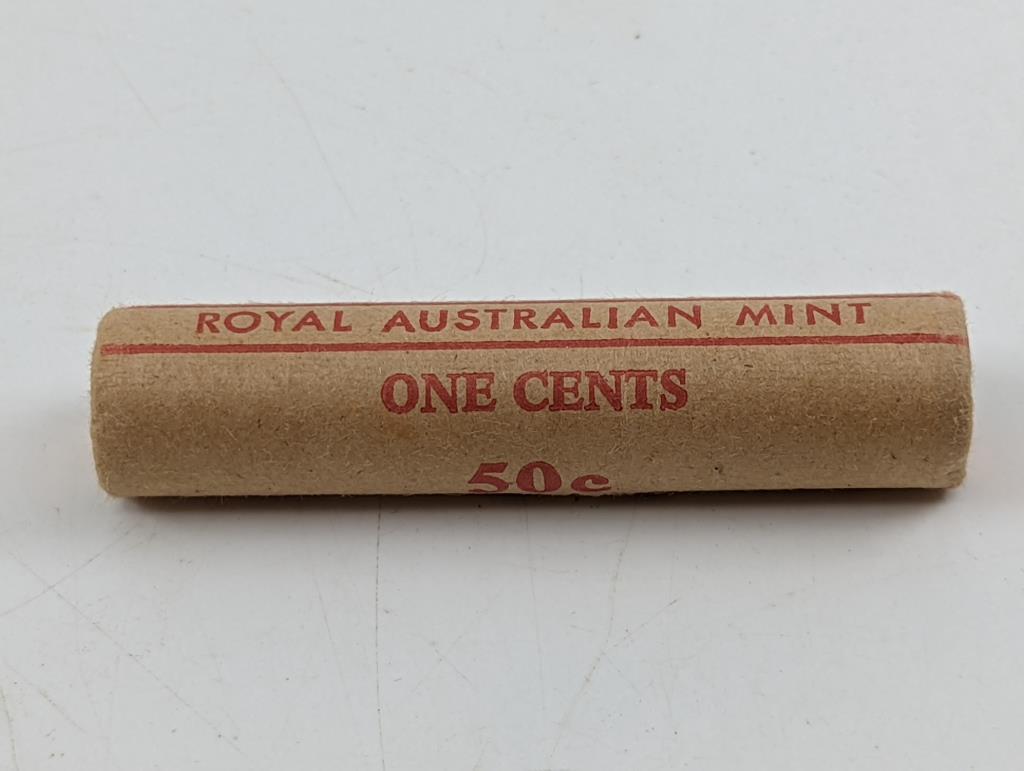 ROYAL AUSTRALIAN MINT
ONE CENTS
50c